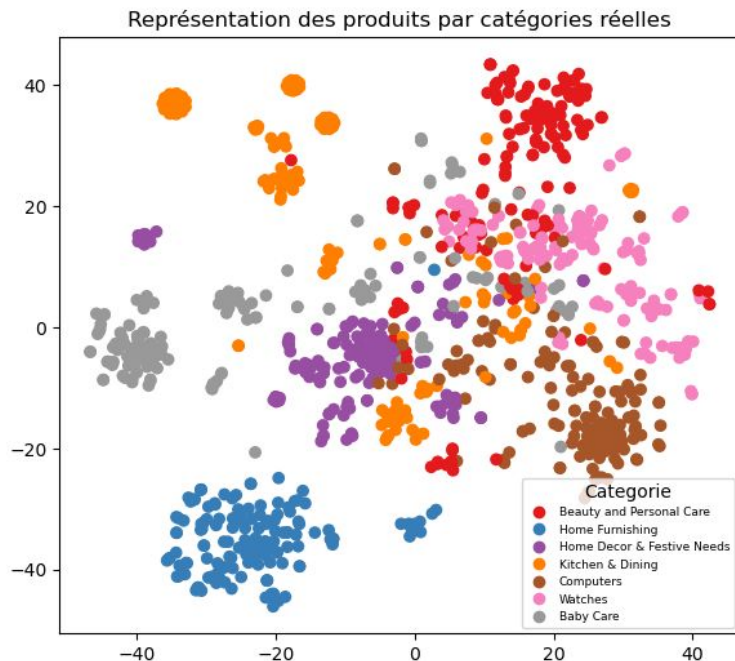 Représentation des produits par catégories réelles
40
20
0
−20
−40
−40
−20
0
20
40
Categorie
Beauty and Personal Care
Home Furnishing
Home Decor & Festive Needs
Kitchen & Dining
Computers
Watches
Baby Care